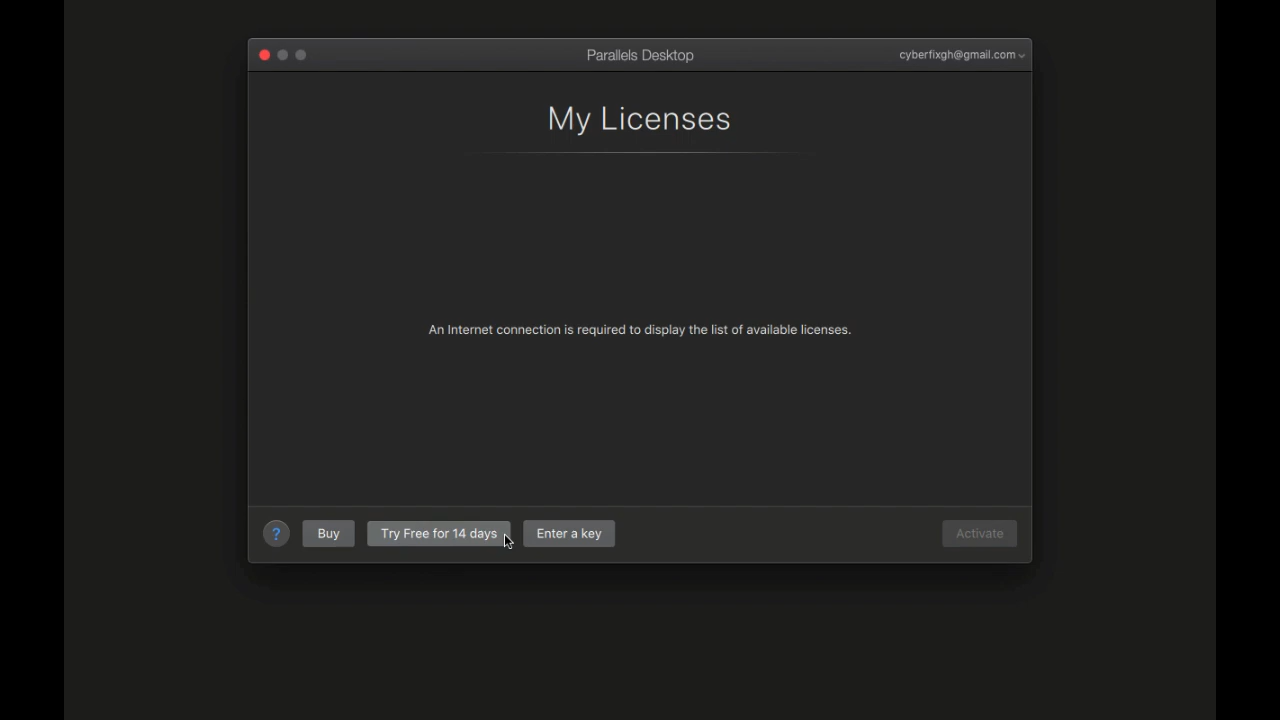 Parallels Desktop
cyberfixgh@gmail.com
My Licenses
An Internet connection is required to display the list of available licenses.
?
Buy
Try Free for 14 days
Enter a key
Activate